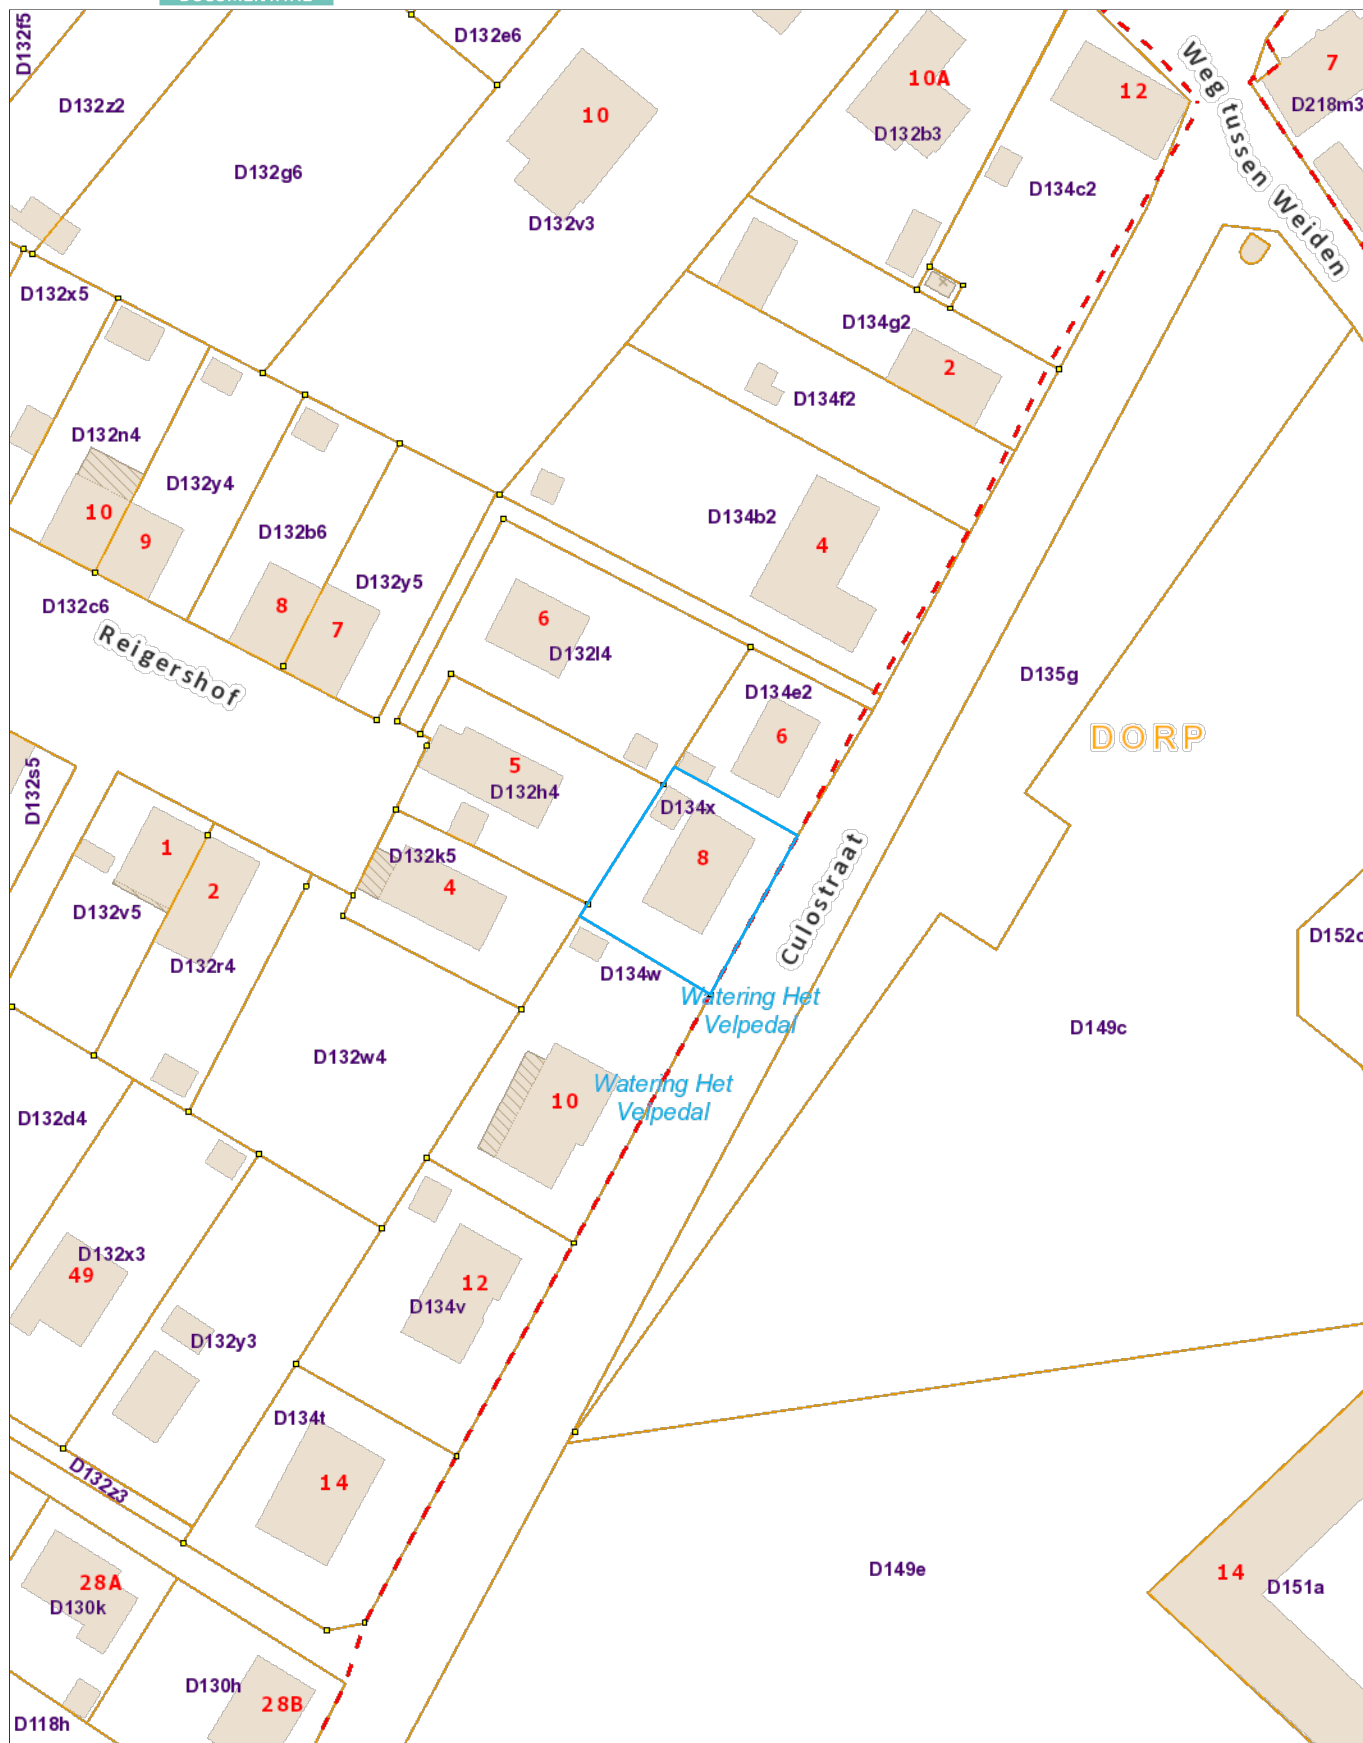 D132f5
D132e6
D132z2
10
10A
12
7
D218m3
Weg tussen Weiden
D132b3
D132g6
D134c2
D132v3
D132x5
D134g2
2
D134f2
D132n4
D132y4
10
9
D132b6
D134b2
4
D132y5
D132c6
8
7
6
D132l4
Reigershof
D135g
D134e2
6
DORP
5
D132h4
D132s5
D134x
1
D132k5
4
8
2
Culostraat
D132v5
D152c
D132r4
D134w
Watering Het
Velpedal
D149c
D132w4
Watering Het
Velpedal
10
D132d4
D132x3
49
12
D134v
D132y3
D134t
D132z3
14
D149e
14
D151a
28A
D130k
D130h
28B
D118h